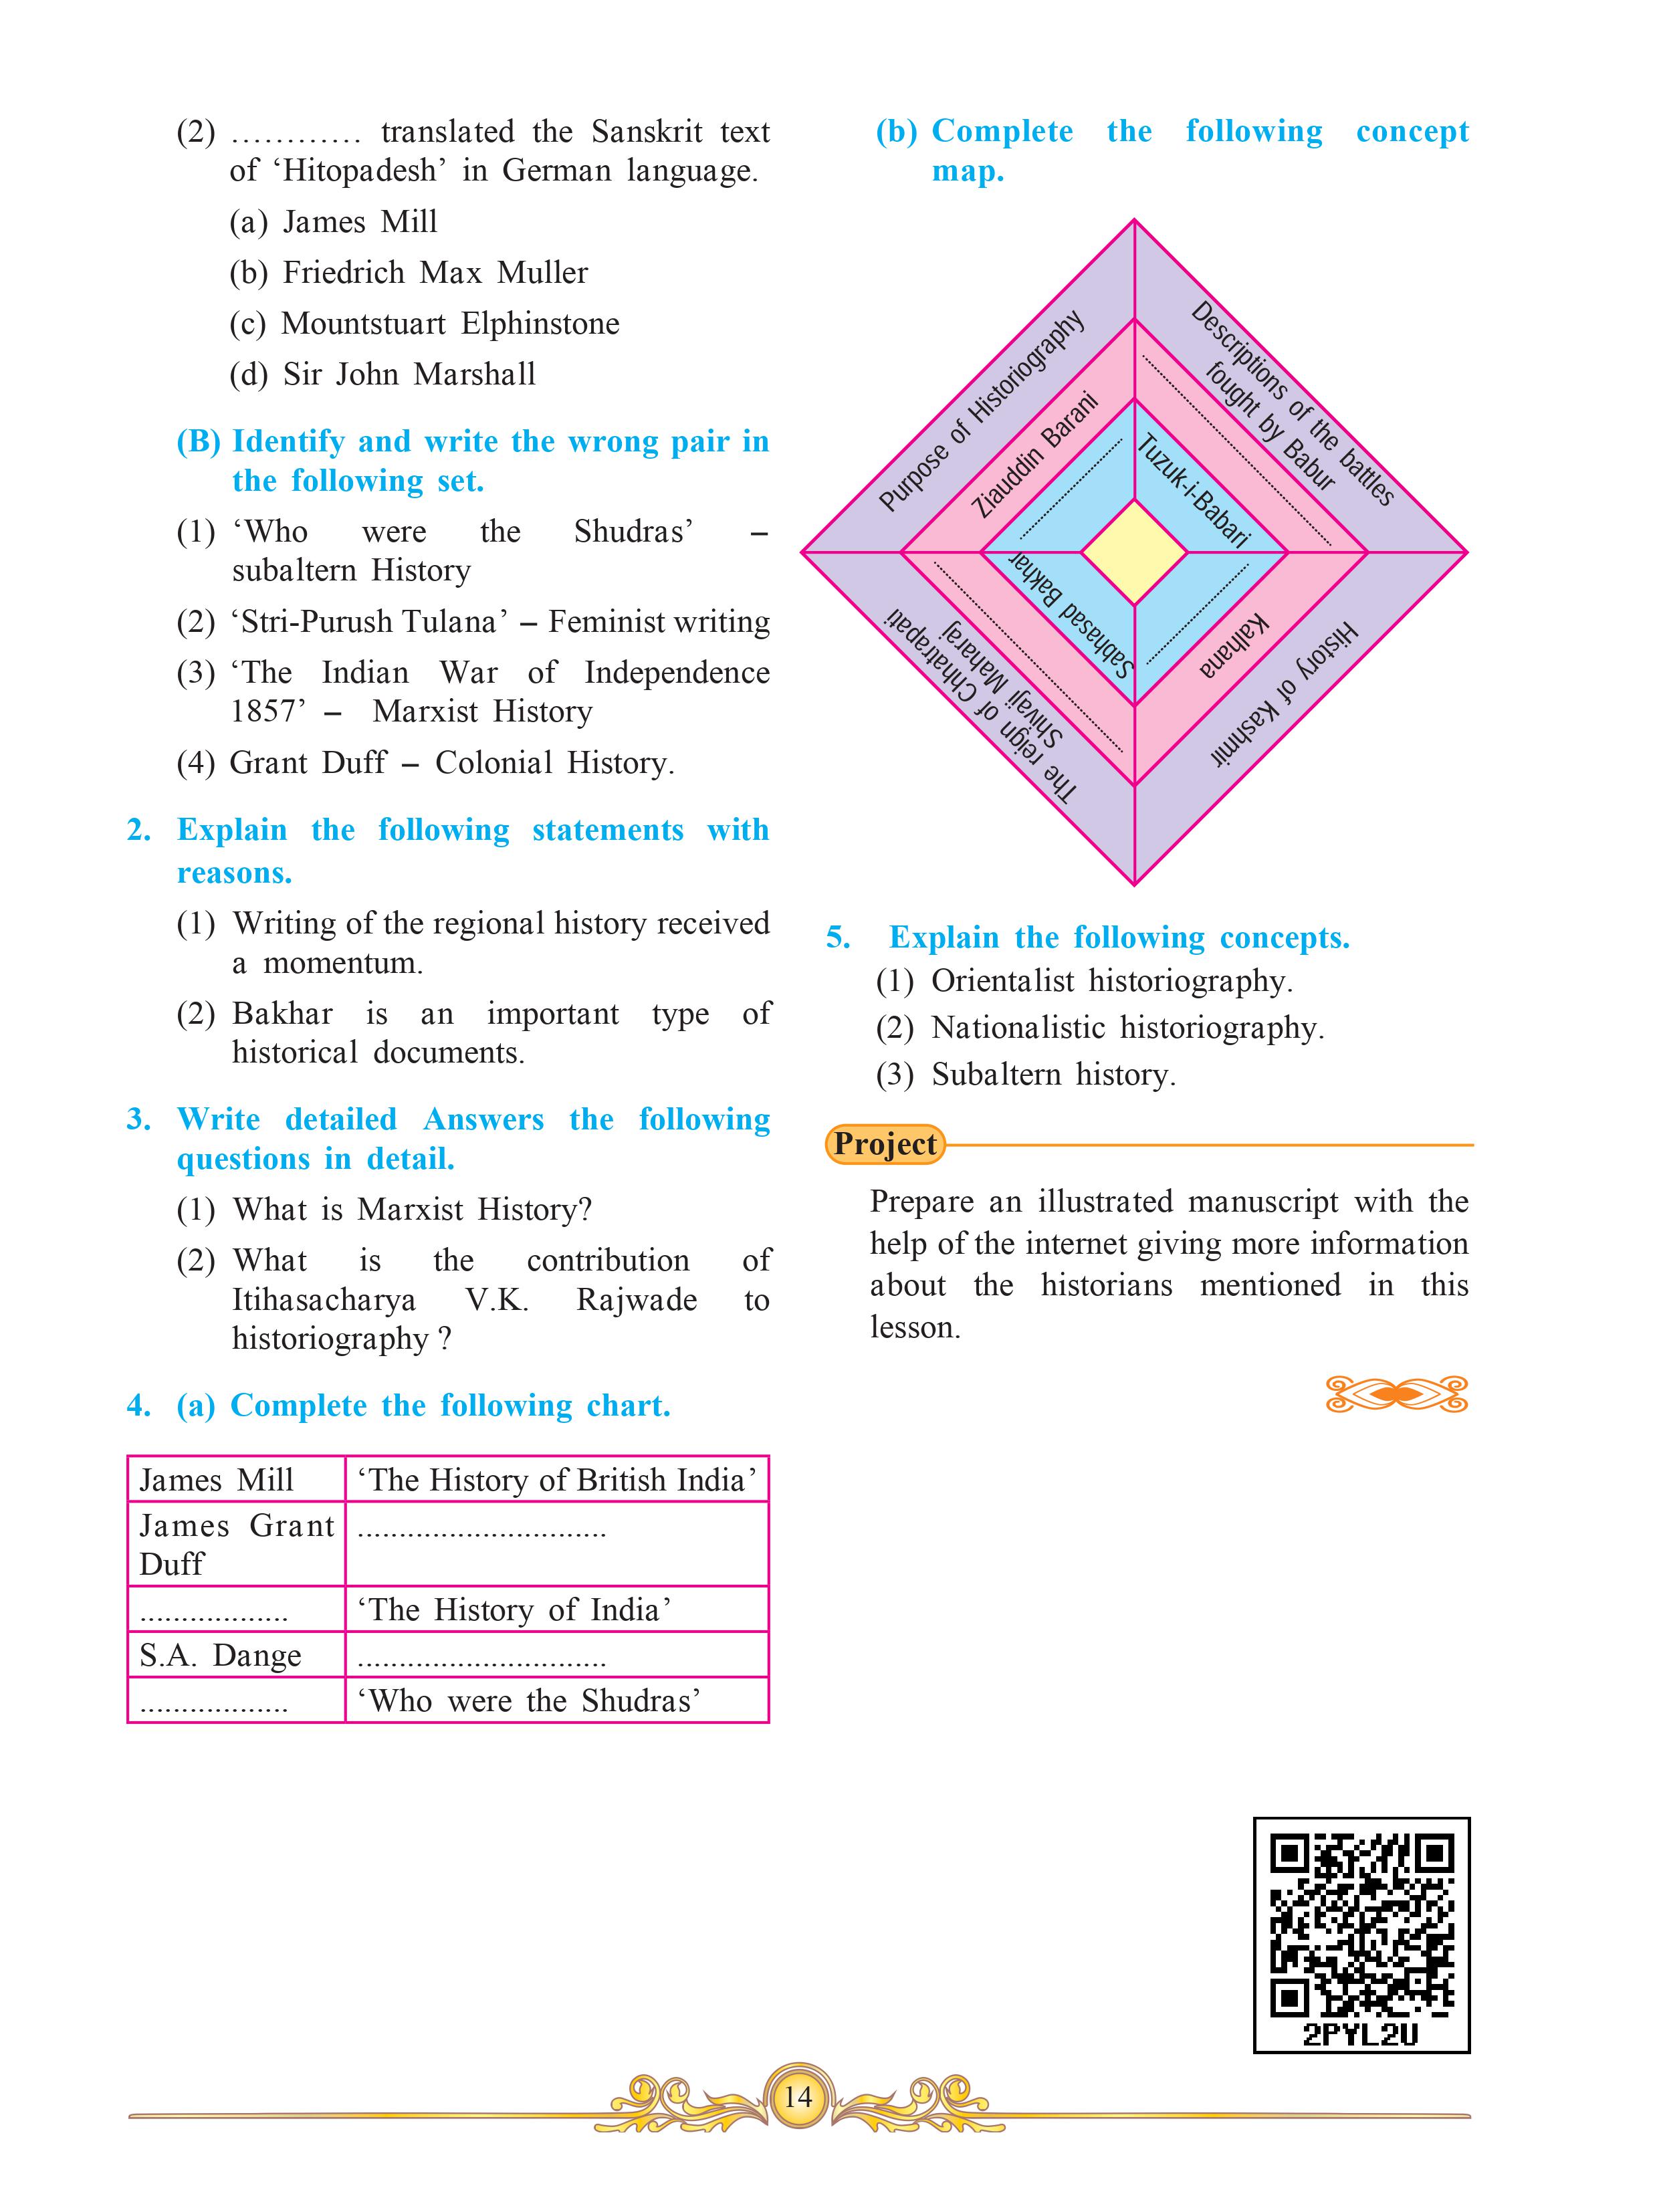 (2) ............ translated the Sanskrit text
of ‘Hitopadesh’ in German language.
(a) James Mill
(b) Friedrich Max Muller
(c) Mountstuart Elphinstone
(d) Sir John Marshall
(B) Identify and write the wrong pair in
the following set.
(1) ‘Who were the Shudras’ –
subaltern History
(2) ‘Stri-Purush Tulana’ – Feminist writing
(3) ‘The Indian War of Independence
1857’ – Marxist History
(4) Grant Duff – Colonial History.
2. Explain the following statements with
reasons.
(1) Writing of the regional history received
a momentum.
(2) Bakhar is an important type of
historical documents.
3. Write detailed Answers the following
questions in detail.
(1) What is Marxist History?
(2) What is the contribution of
Itihasacharya V.K. Rajwade to
historiography ?
4. (a) Complete the following chart.
James Mill ‘The History of British India’
James Grant ..............................
Duff
.................. ‘The History of India’
S.A. Dange ..............................
.................. ‘Who were the Shudras’
(b) Complete the following concept
map.
Purpose of Historiography
Ziauddin Barani
Descriptions of the battles
fought by Babur
Tuzuk-i-Babari
Sabhasad Bakhar
The reign of Chhatrapati
Shivaji Maharaj
Kalhana
History of Kashmir
5. Explain the following concepts.
(1) Orientalist historiography.
(2) Nationalistic historiography.
(3) Subaltern history.
Project
Prepare an illustrated manuscript with the
help of the internet giving more information
about the historians mentioned in this
lesson.
2PYL2U
14